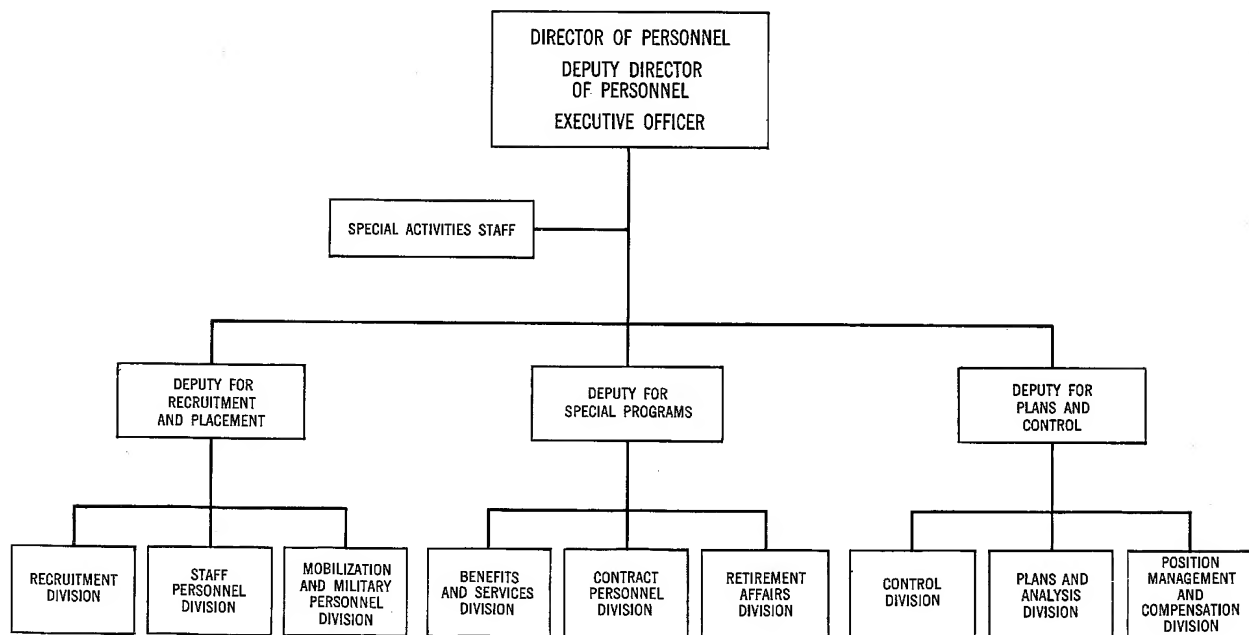 DIRECTOR OF PERSONNEL
DEPUTY DIRECTOR
OF PERSONNEL
EXECUTIVE OFFICER
SPECIAL ACTIVITIES STAFF
DEPUTY FOR
RECRUITMENT
AND PLACEMENT
DEPUTY FOR
SPECIAL PROGRAMS
DEPUTY FOR
PLANS AND
CONTROL
RECRUITMENT
DIVISION
STAFF
PERSONNEL
DIVISION
MOBILIZATION
AND MILITARY
PERSONNEL
DIVISION
BENEFITS
AND SERVICES
DIVISION
CONTRACT
PERSONNEL
DIVISION
RETIREMENT
AFFAIRS
DIVISION
CONTROL
DIVISION
PLANS AND
ANALYSIS
DIVISION
POSITION
MANAGEMENT
AND
COMPENSATION
DIVISION